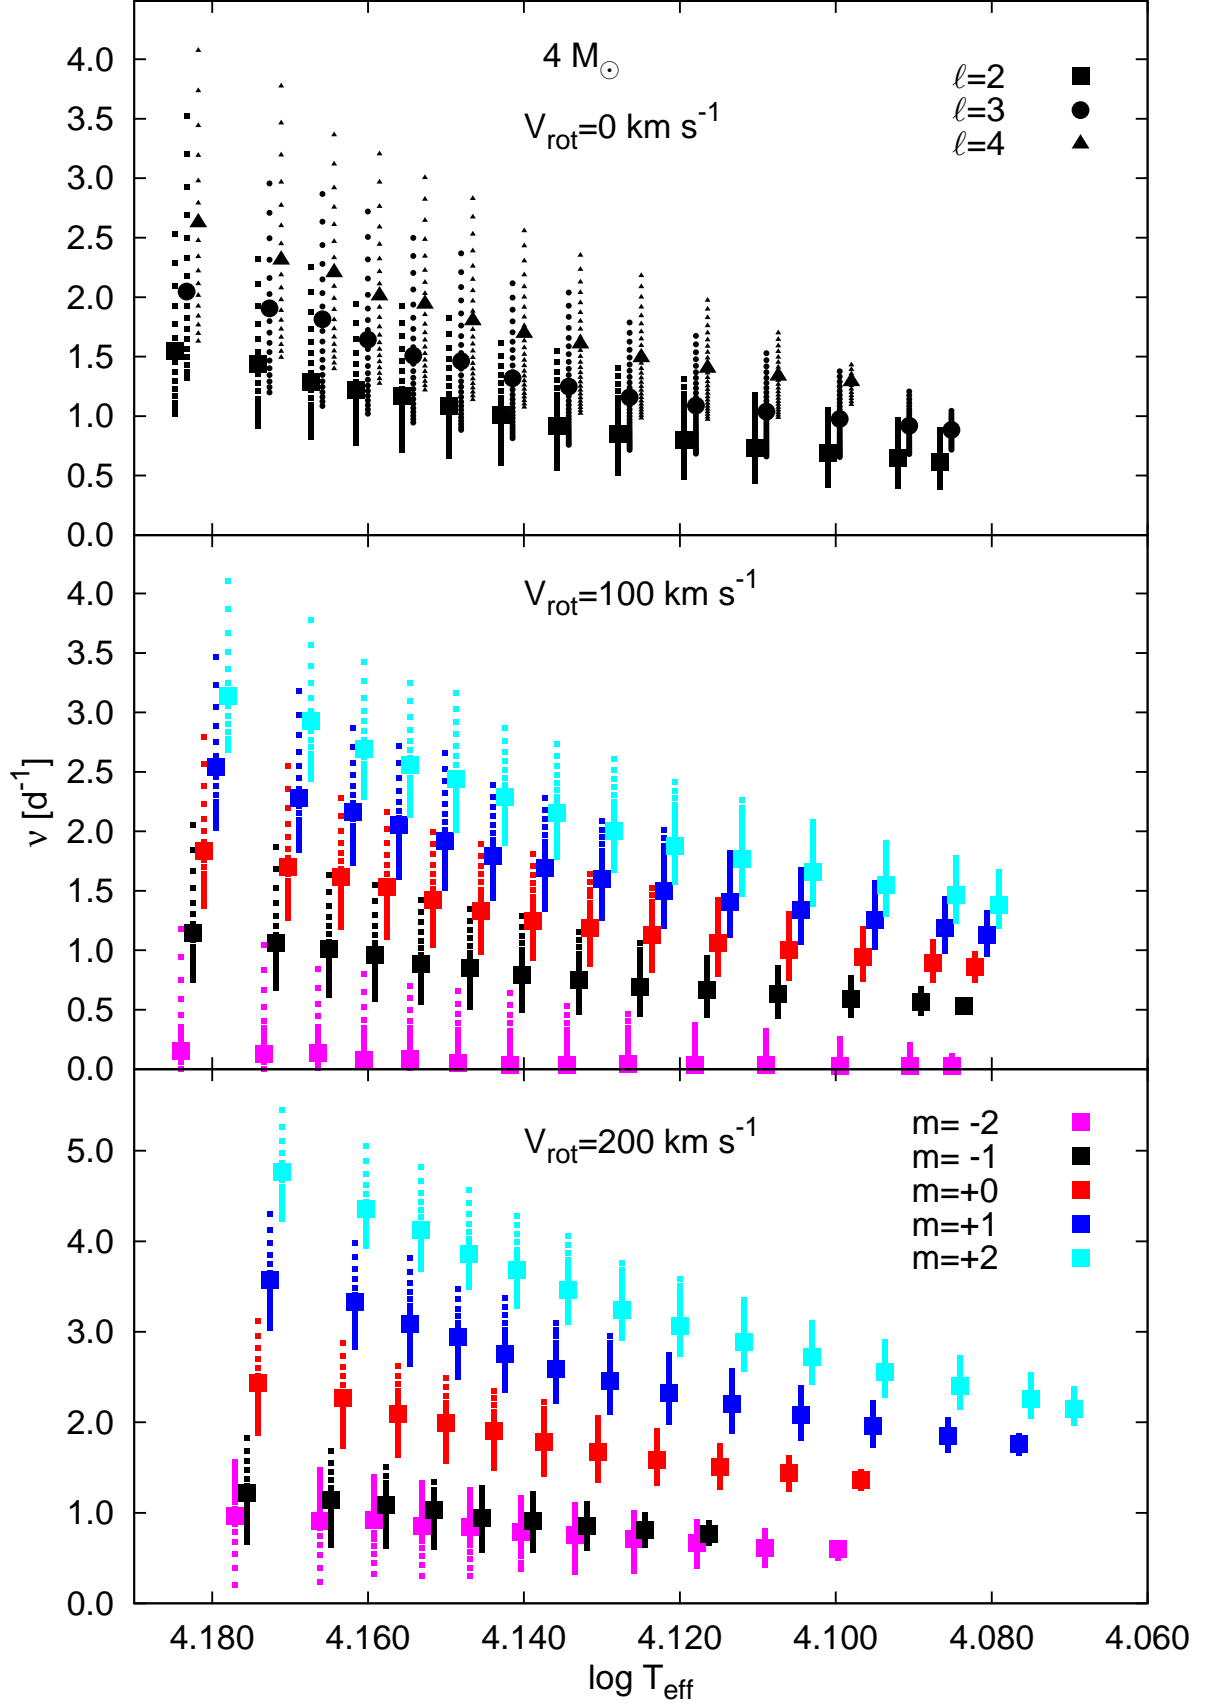 4 M⊙
V_rot=0 km s^-1
ℓ=2
ℓ=3
ℓ=4
4.0
3.5
3.0
2.5
2.0
1.5
1.0
0.5
0.0
V_rot=100 km s^-1
4.0
3.5
3.0
2.5
2.0
1.5
1.0
0.5
0.0
ν [d^-1]
V_rot=200 km s^-1
m= -2
m= -1
m=+0
m=+1
m=+2
5.0
4.0
3.0
2.0
1.0
0.0
4.180 4.160 4.140 4.120 4.100 4.080 4.060
log T_eff